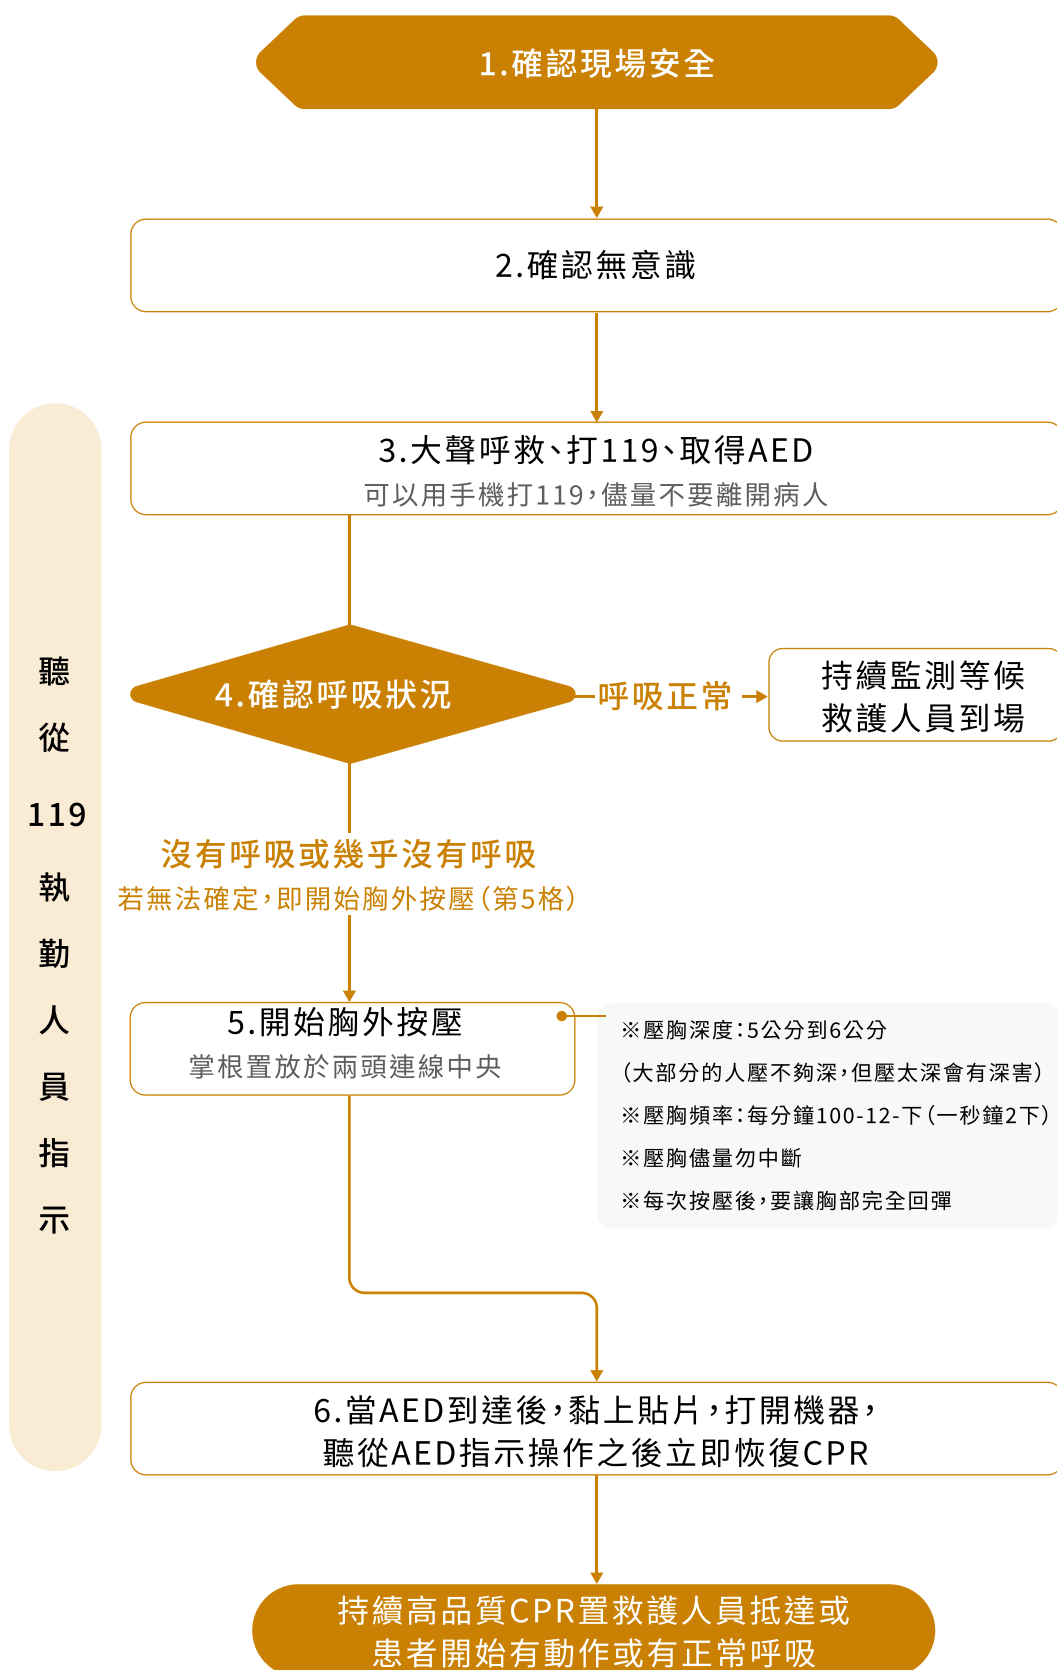 1.確認現場安全
2.確認無意識
3.大聲呼救、打119、取得AED
可以用手機打119，儘量不要離開病人
聽從119執勤人員指示
4.確認呼吸狀況
呼吸正常
持續監測等候
救護人員到場
沒有呼吸或幾乎沒有呼吸
若無法確定，即開始胸外按壓（第5格）
5.開始胸外按壓
掌根置放於兩頭連線中央
※壓胸深度：5公分到6公分
（大部分的人壓不夠深，但壓太深會有深害）
※壓胸頻率：每分鐘100-12-下（一秒鐘2下）
※壓胸儘量勿中斷
※每次按壓後，要讓胸部完全回彈
6.當AED到達後，黏上貼片，打開機器，
聽從AED指示操作之後立即恢復CPR
持續高品質CPR置救護人員抵達或
患者開始有動作或有正常呼吸